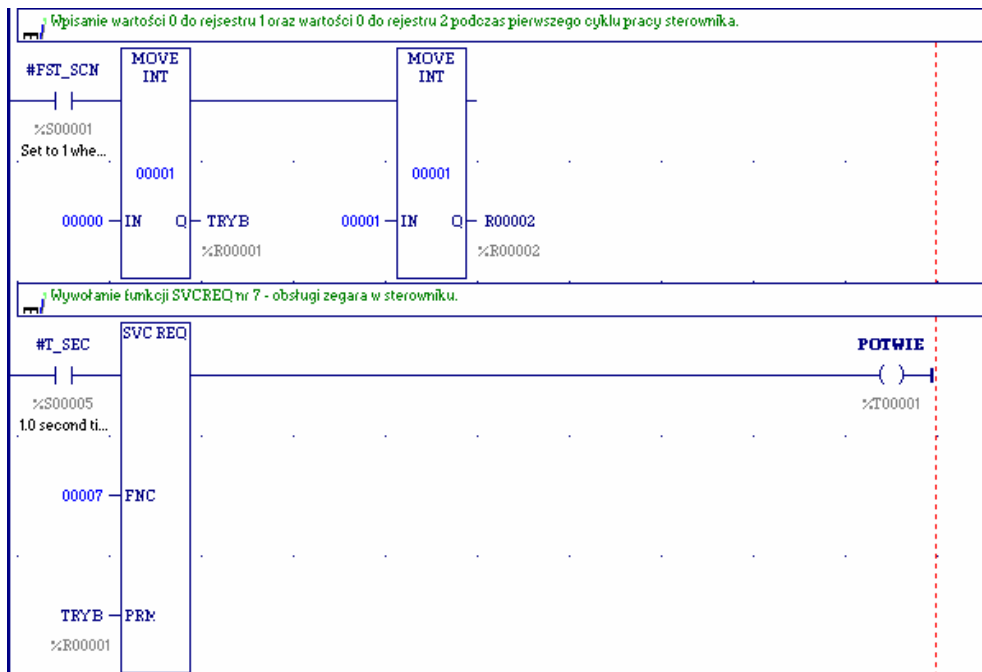 Wpisanie wartości 0 do rejsestru 1 oraz wartości 0 do rejestru 2 podczas pierwszego cyklu pracy sterownika.
#FST_SCN
MOVE INT
MOVE INT
%S00001
Set to 1 whe...
00001
00001
00000 IN Q TRYB
00001 IN Q R00002
%R00001
%R00002
Wywołanie funkcji SVCREQ nr 7 - obsługi zegara w sterowniku.
#T_SEC
SVC REQ
POTWIE
%S00005
%T00001
1.0 second ti...
00007 FNC
TRYB PRM
%R00001